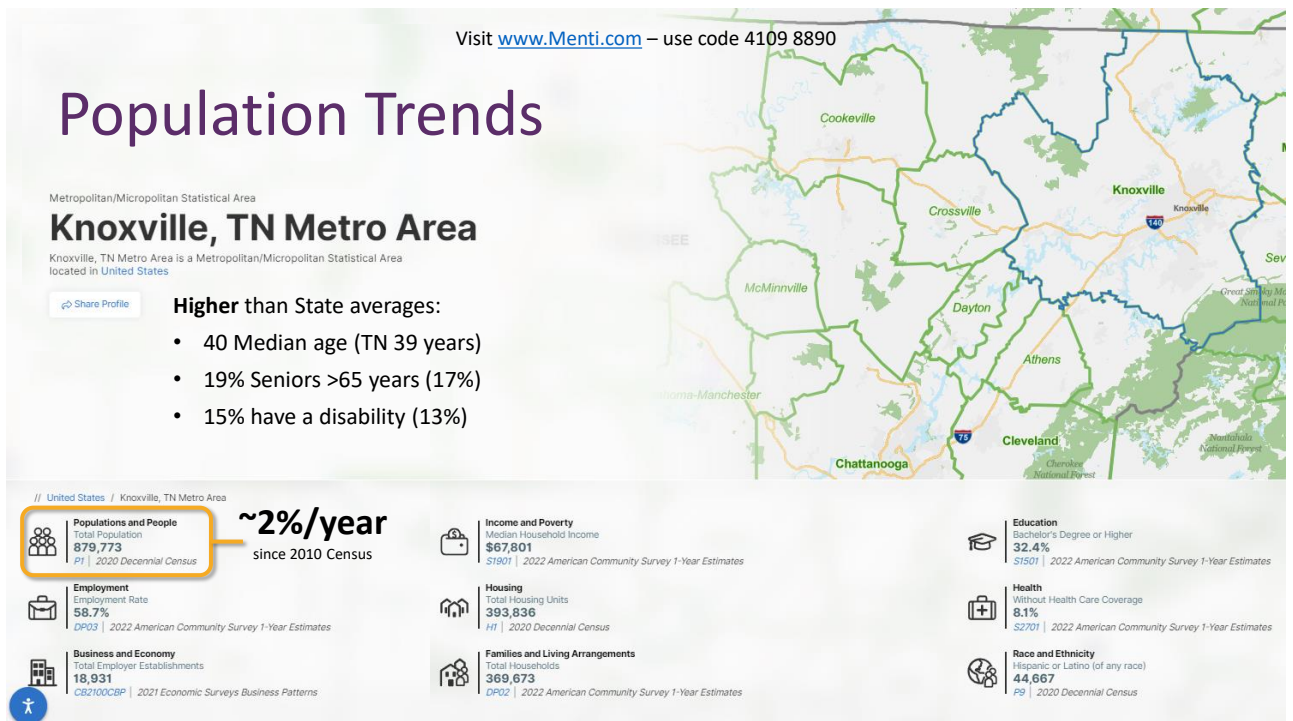 Visit www.Menti.com – use code 4109 8890
Population Trends
Metropolitan/Micropolitan Statistical Area
Knoxville, TN Metro Area
Knoxville, TN Metro Area is a Metropolitan/Micropolitan Statistical Area
located in United States
Share Profile
Higher than State averages:
• 40 Median age (TN 39 years)
• 19% Seniors >65 years (17%)
• 15% have a disability (13%)
Cookeville
Knoxville
Knoxville
140
Crossville
SSEE
Sev
McMinnville
Great Smoky Mo
National Pa
Dayton
Athens
homa-Manchester
75
Cleveland
Nantahala
National Forest
Chattanooga
Cherokee
National Forest
// United States / Knoxville, TN Metro Area
Populations and People
Total Population
879,773
P1 | 2020 Decennial Census
~2%/year
since 2010 Census
Income and Poverty
Median Household Income
$67,801
S1901 | 2022 American Community Survey 1-Year Estimates
Education
Bachelor's Degree or Higher
32.4%
S1501 | 2022 American Community Survey 1-Year Estimates
Employment
Employment Rate
58.7%
DP03 | 2022 American Community Survey 1-Year Estimates
Housing
Total Housing Units
393,836
H1 | 2020 Decennial Census
Health
Without Health Care Coverage
8.1%
S2701 | 2022 American Community Survey 1-Year Estimates
Business and Economy
Total Employer Establishments
18,931
CB2100CBP | 2021 Economic Surveys Business Patterns
Families and Living Arrangements
Total Households
369,673
DP02 | 2022 American Community Survey 1-Year Estimates
Race and Ethnicity
Hispanic or Latino (of any race)
44,667
P9 | 2020 Decennial Census